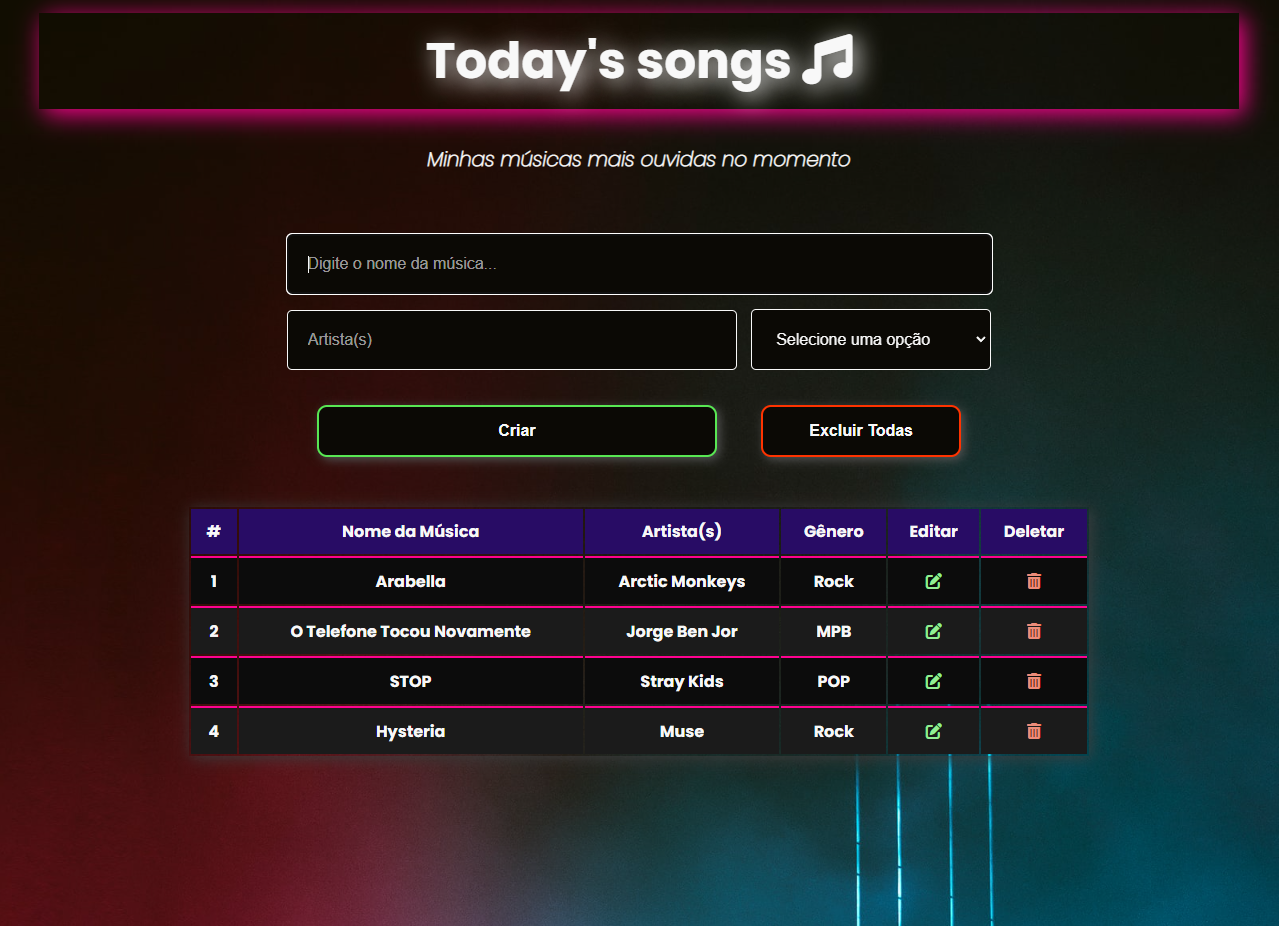 Today's songs
Minhas músicas mais ouvidas no momento
Digite o nome da música...
Artista(s) Selecione uma opção
Criar Excluir Todas
# Nome da Música Artista(s) Gênero Editar Deletar
1 Arabella Arctic Monkeys Rock
2 O Telefone Tocou Novamente Jorge Ben Jor MPB
3 STOP Stray Kids POP
4 Hysteria Muse Rock